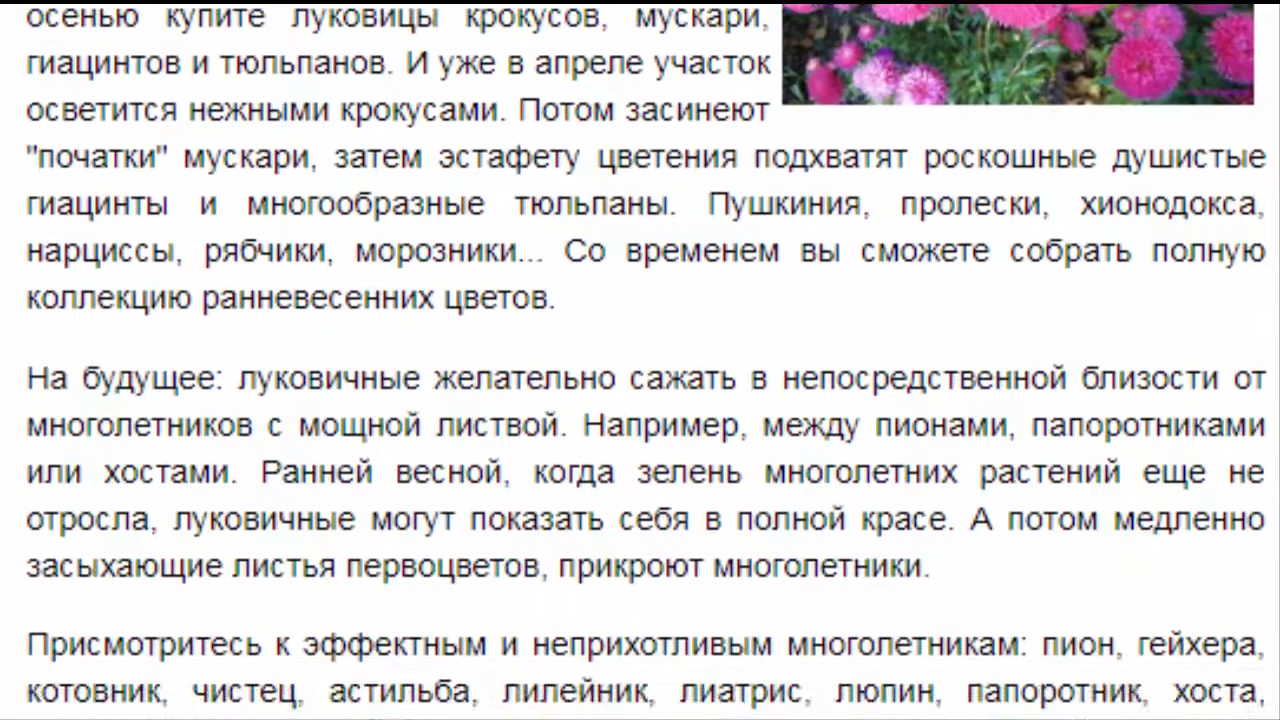 осенью купите луковицы крокусов, мускари,
гиацинтов и тюльпанов. И уже в апреле участок
осветится нежными крокусами. Потом засинеют
"початки" мускари, затем эстафету цветения подхватят роскошные душистые
гиацинты и многообразные тюльпаны. Пушкиния, пролески, хионодокса,
нарциссы, рябчики, морозники... Со временем вы сможете собрать полную
коллекцию ранневесенних цветов.
На будущее: луковичные желательно сажать в непосредственной близости от
многолетников с мощной листвой. Например, между пионами, папоротниками
или хостами. Ранней весной, когда зелень многолетних растений еще не
отросла, луковичные могут показать себя в полной красе. А потом медленно
засыхающие листья первоцветов, прикроют многолетники.
Присмотритесь к эффектным и неприхотливым многолетникам: пион, гейхера,
котовник, чистец, астильба, лилейник, лиатрис, люпин, папоротник, хоста,